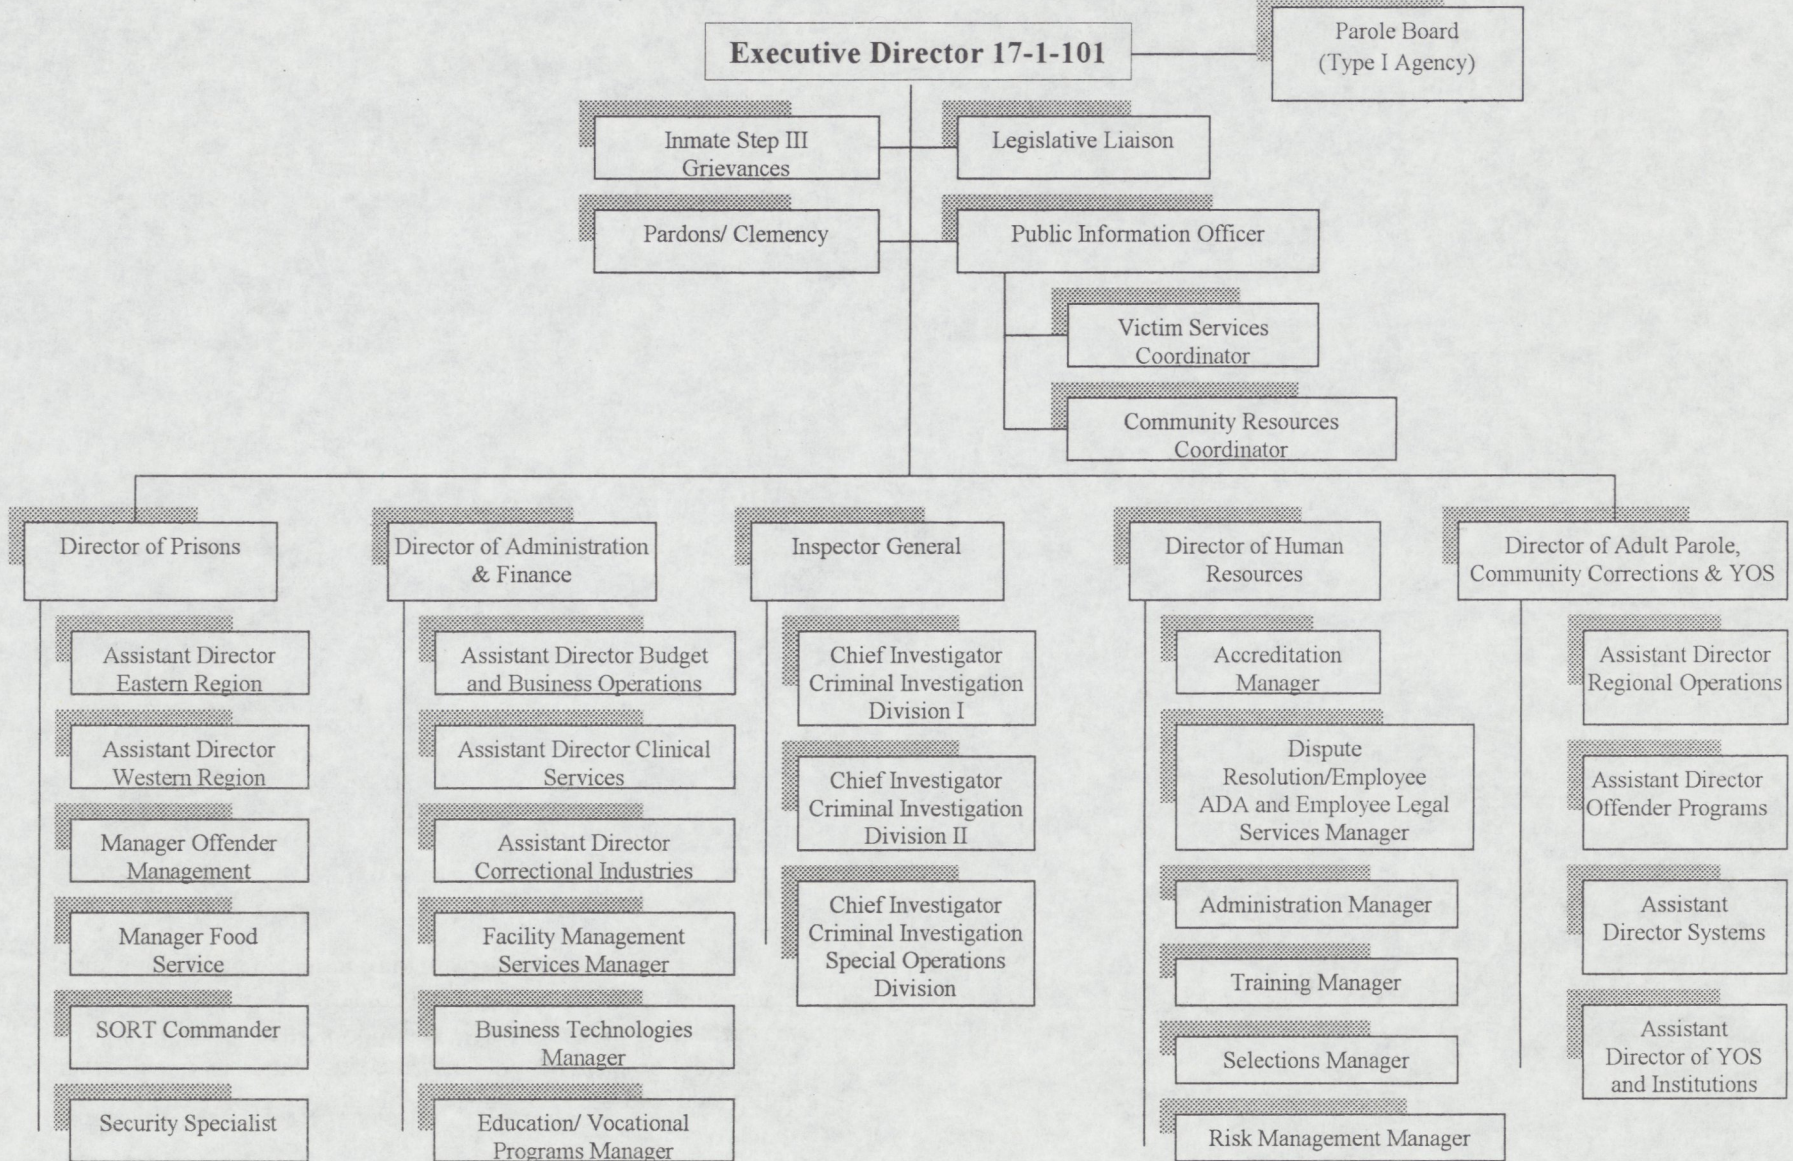 Executive Director 17-1-101
Parole Board
(Type I Agency)
Inmate Step III
Grievances
Legislative Liaison
Pardons/ Clemency
Public Information Officer
Victim Services
Coordinator
Community Resources
Coordinator
Director of Prisons
Assistant Director
Eastern Region
Assistant Director
Western Region
Manager Offender
Management
Manager Food
Service
SORT Commander
Security Specialist
Director of Administration
& Finance
Assistant Director Budget
and Business Operations
Assistant Director Clinical
Services
Assistant Director
Correctional Industries
Facility Management
Services Manager
Business Technologies
Manager
Education/ Vocational
Programs Manager
Inspector General
Chief Investigator
Criminal Investigation
Division I
Chief Investigator
Criminal Investigation
Division II
Chief Investigator
Criminal Investigation
Special Operations
Division
Director of Human
Resources
Accreditation
Manager
Dispute
Resolution/Employee
ADA and Employee Legal
Services Manager
Administration Manager
Training Manager
Selections Manager
Risk Management Manager
Director of Adult Parole,
Community Corrections & YOS
Assistant Director
Regional Operations
Assistant Director
Offender Programs
Assistant
Director Systems
Assistant
Director of YOS
and Institutions